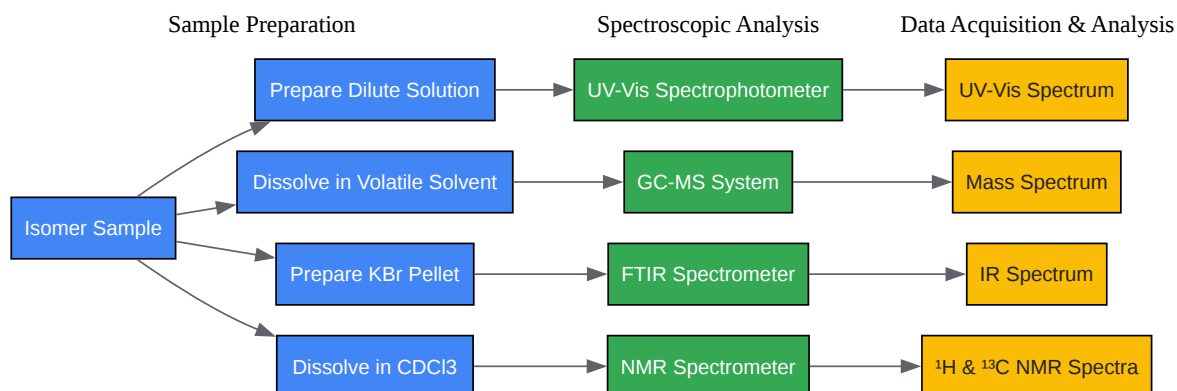 Sample Preparation
Spectroscopic Analysis
Data Acquisition & Analysis
Prepare Dilute Solution
UV-Vis Spectrophotometer
UV-Vis Spectrum
Dissolve in Volatile Solvent
GC-MS System
Mass Spectrum
Isomer Sample
Prepare KBr Pellet
FTIR Spectrometer
IR Spectrum
Dissolve in CDCl3
NMR Spectrometer
¹H & ¹³C NMR Spectra